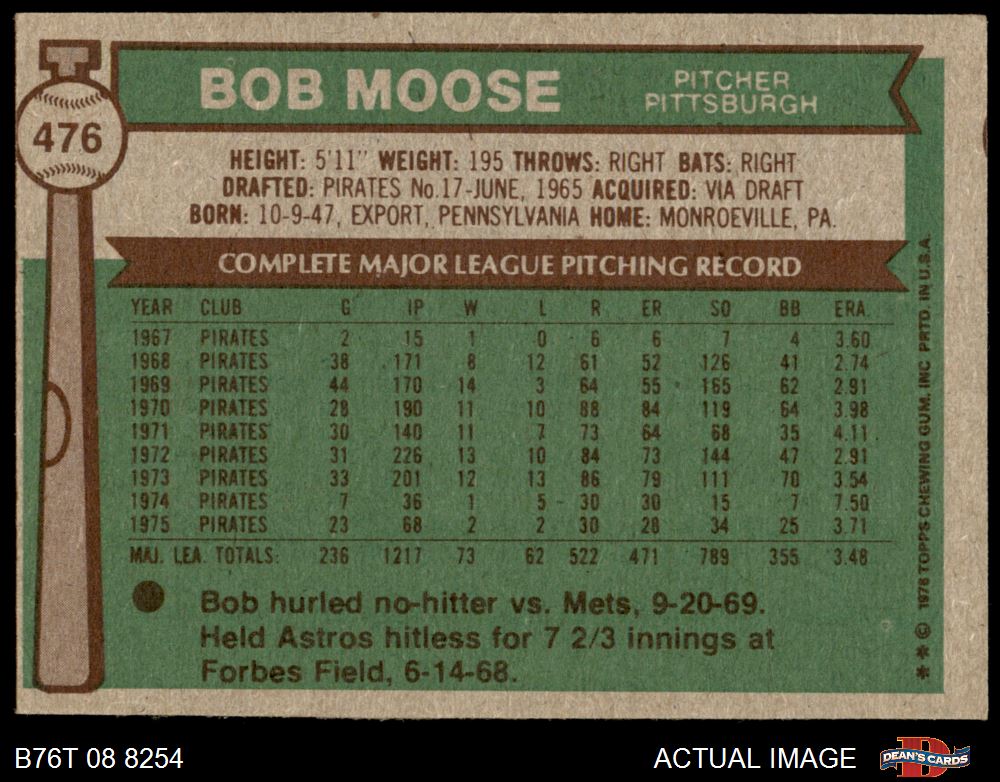 476
BOB MOOSE PITCHER PITTSBURGH
HEIGHT: 5'11" WEIGHT: 195 THROWS: RIGHT BATS: RIGHT
DRAFTED: PIRATES No.17-JUNE, 1965 ACQUIRED: VIA DRAFT
BORN: 10-9-47, EXPORT, PENNSYLVANIA HOME: MONROEVILLE, PA.
COMPLETE MAJOR LEAGUE PITCHING RECORD
YEAR CLUB G IP W L R ER SO BB ERA
1967 PIRATES 2 15 1 0 6 6 7 4 3.60
1968 PIRATES 38 171 8 12 61 52 126 41 2.74
1969 PIRATES 44 170 14 3 64 55 165 62 2.91
1970 PIRATES 28 190 11 10 88 84 119 64 3.98
1971 PIRATES 30 140 11 7 73 64 68 35 4.11
1972 PIRATES 31 226 13 10 84 73 144 47 2.91
1973 PIRATES 33 201 12 13 86 79 111 70 3.54
1974 PIRATES 7 36 1 5 30 30 15 7 7.50
1975 PIRATES 23 68 2 2 30 28 34 25 3.71
MAJ. LEA. TOTALS: 236 1217 73 62 522 471 789 355 3.48
Bob hurled no-hitter vs. Mets, 9-20-69.
Held Astros hitless for 7 2/3 innings at
Forbes Field, 6-14-68.
** © 1976 TOPPS CHEWING GUM, INC PRTD. IN U.S.A.
B76T 08 8254 ACTUAL IMAGE DEAN'S CARDS